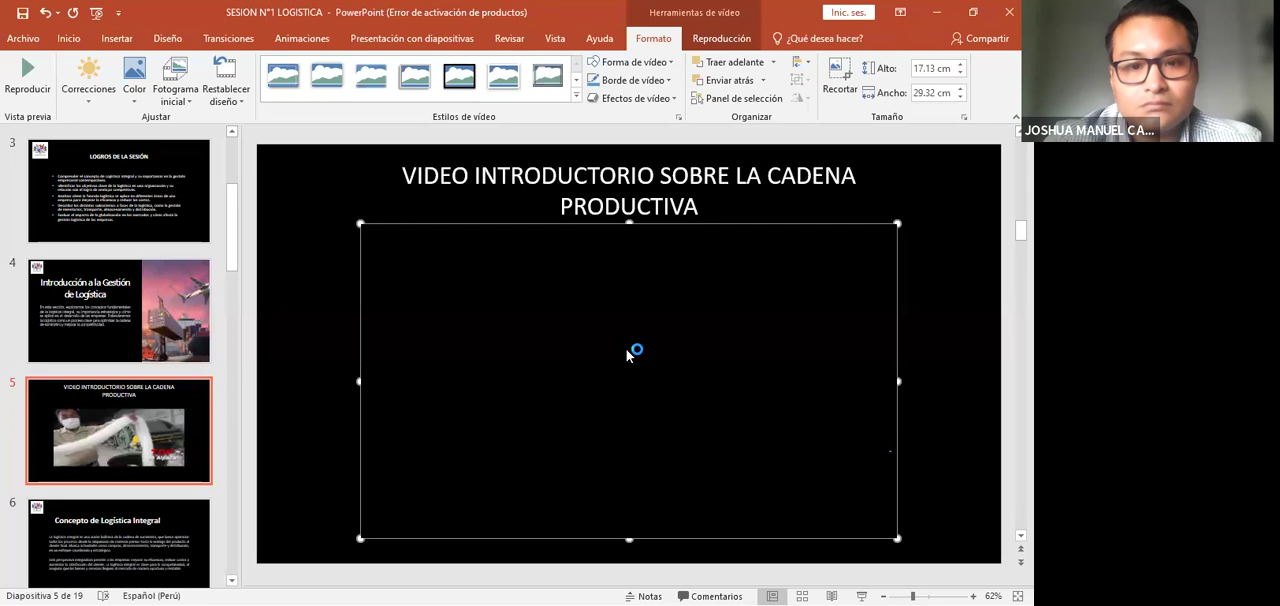 SESION N°1 LOGISTICA - PowerPoint (Error de activación de productos)
Herramientas de vídeo
Inic. ses.
Archivo Inicio Insertar Diseño Transiciones Animaciones Presentación con diapositivas Revisar Vista Ayuda Formato Reproducción ¿Qué desea hacer? Compartir
Reproducir
Vista previa
Correcciones
Color
Fotograma inicial
Restablecer diseño
Ajustar
Estilos de vídeo
Forma de vídeo
Borde de vídeo
Efectos de vídeo
Traer adelante
Enviar atrás
Panel de selección
Organizar
Recortar
Alto: 17.13 cm
Ancho: 29.32 cm
Tamaño
JOSHUA MANUEL CA...
3
LOGROS DE LA SESIÓN
4
Introducción a la Gestión
de Logística
5
VIDEO INTRODUCTORIO SOBRE LA CADENA
PRODUCTIVA
6
Concepto de Logística Integral
VIDEO INTRODUCTORIO SOBRE LA CADENA
PRODUCTIVA
Diapositiva 5 de 19 Español (Perú) Notas Comentarios 62%